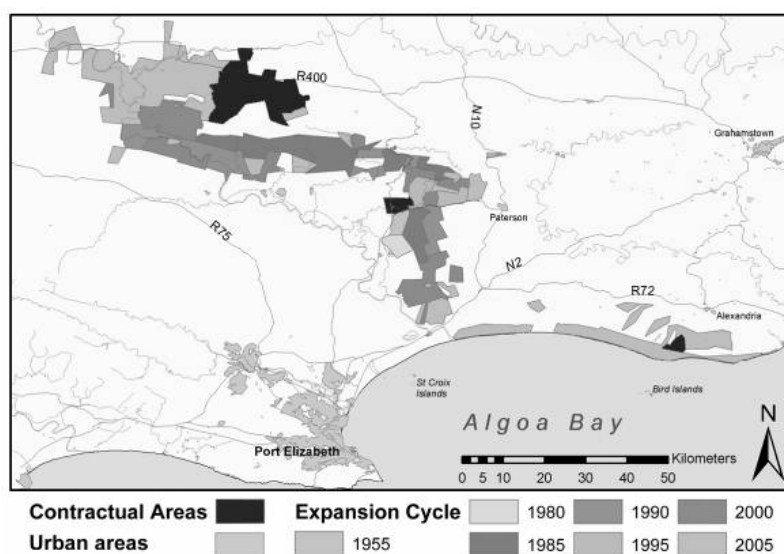 R400
N10
Grahamstown
Paterson
R75
N2
R72
Alexandria
St Croix
Islands
Bird Islands
Algoa Bay
N
Port Elizabeth
Kilometers
0 5 10 20 30 40 50
Contractual Areas Expansion Cycle 1980 1990 2000
Urban areas 1955 1985 1995 2005